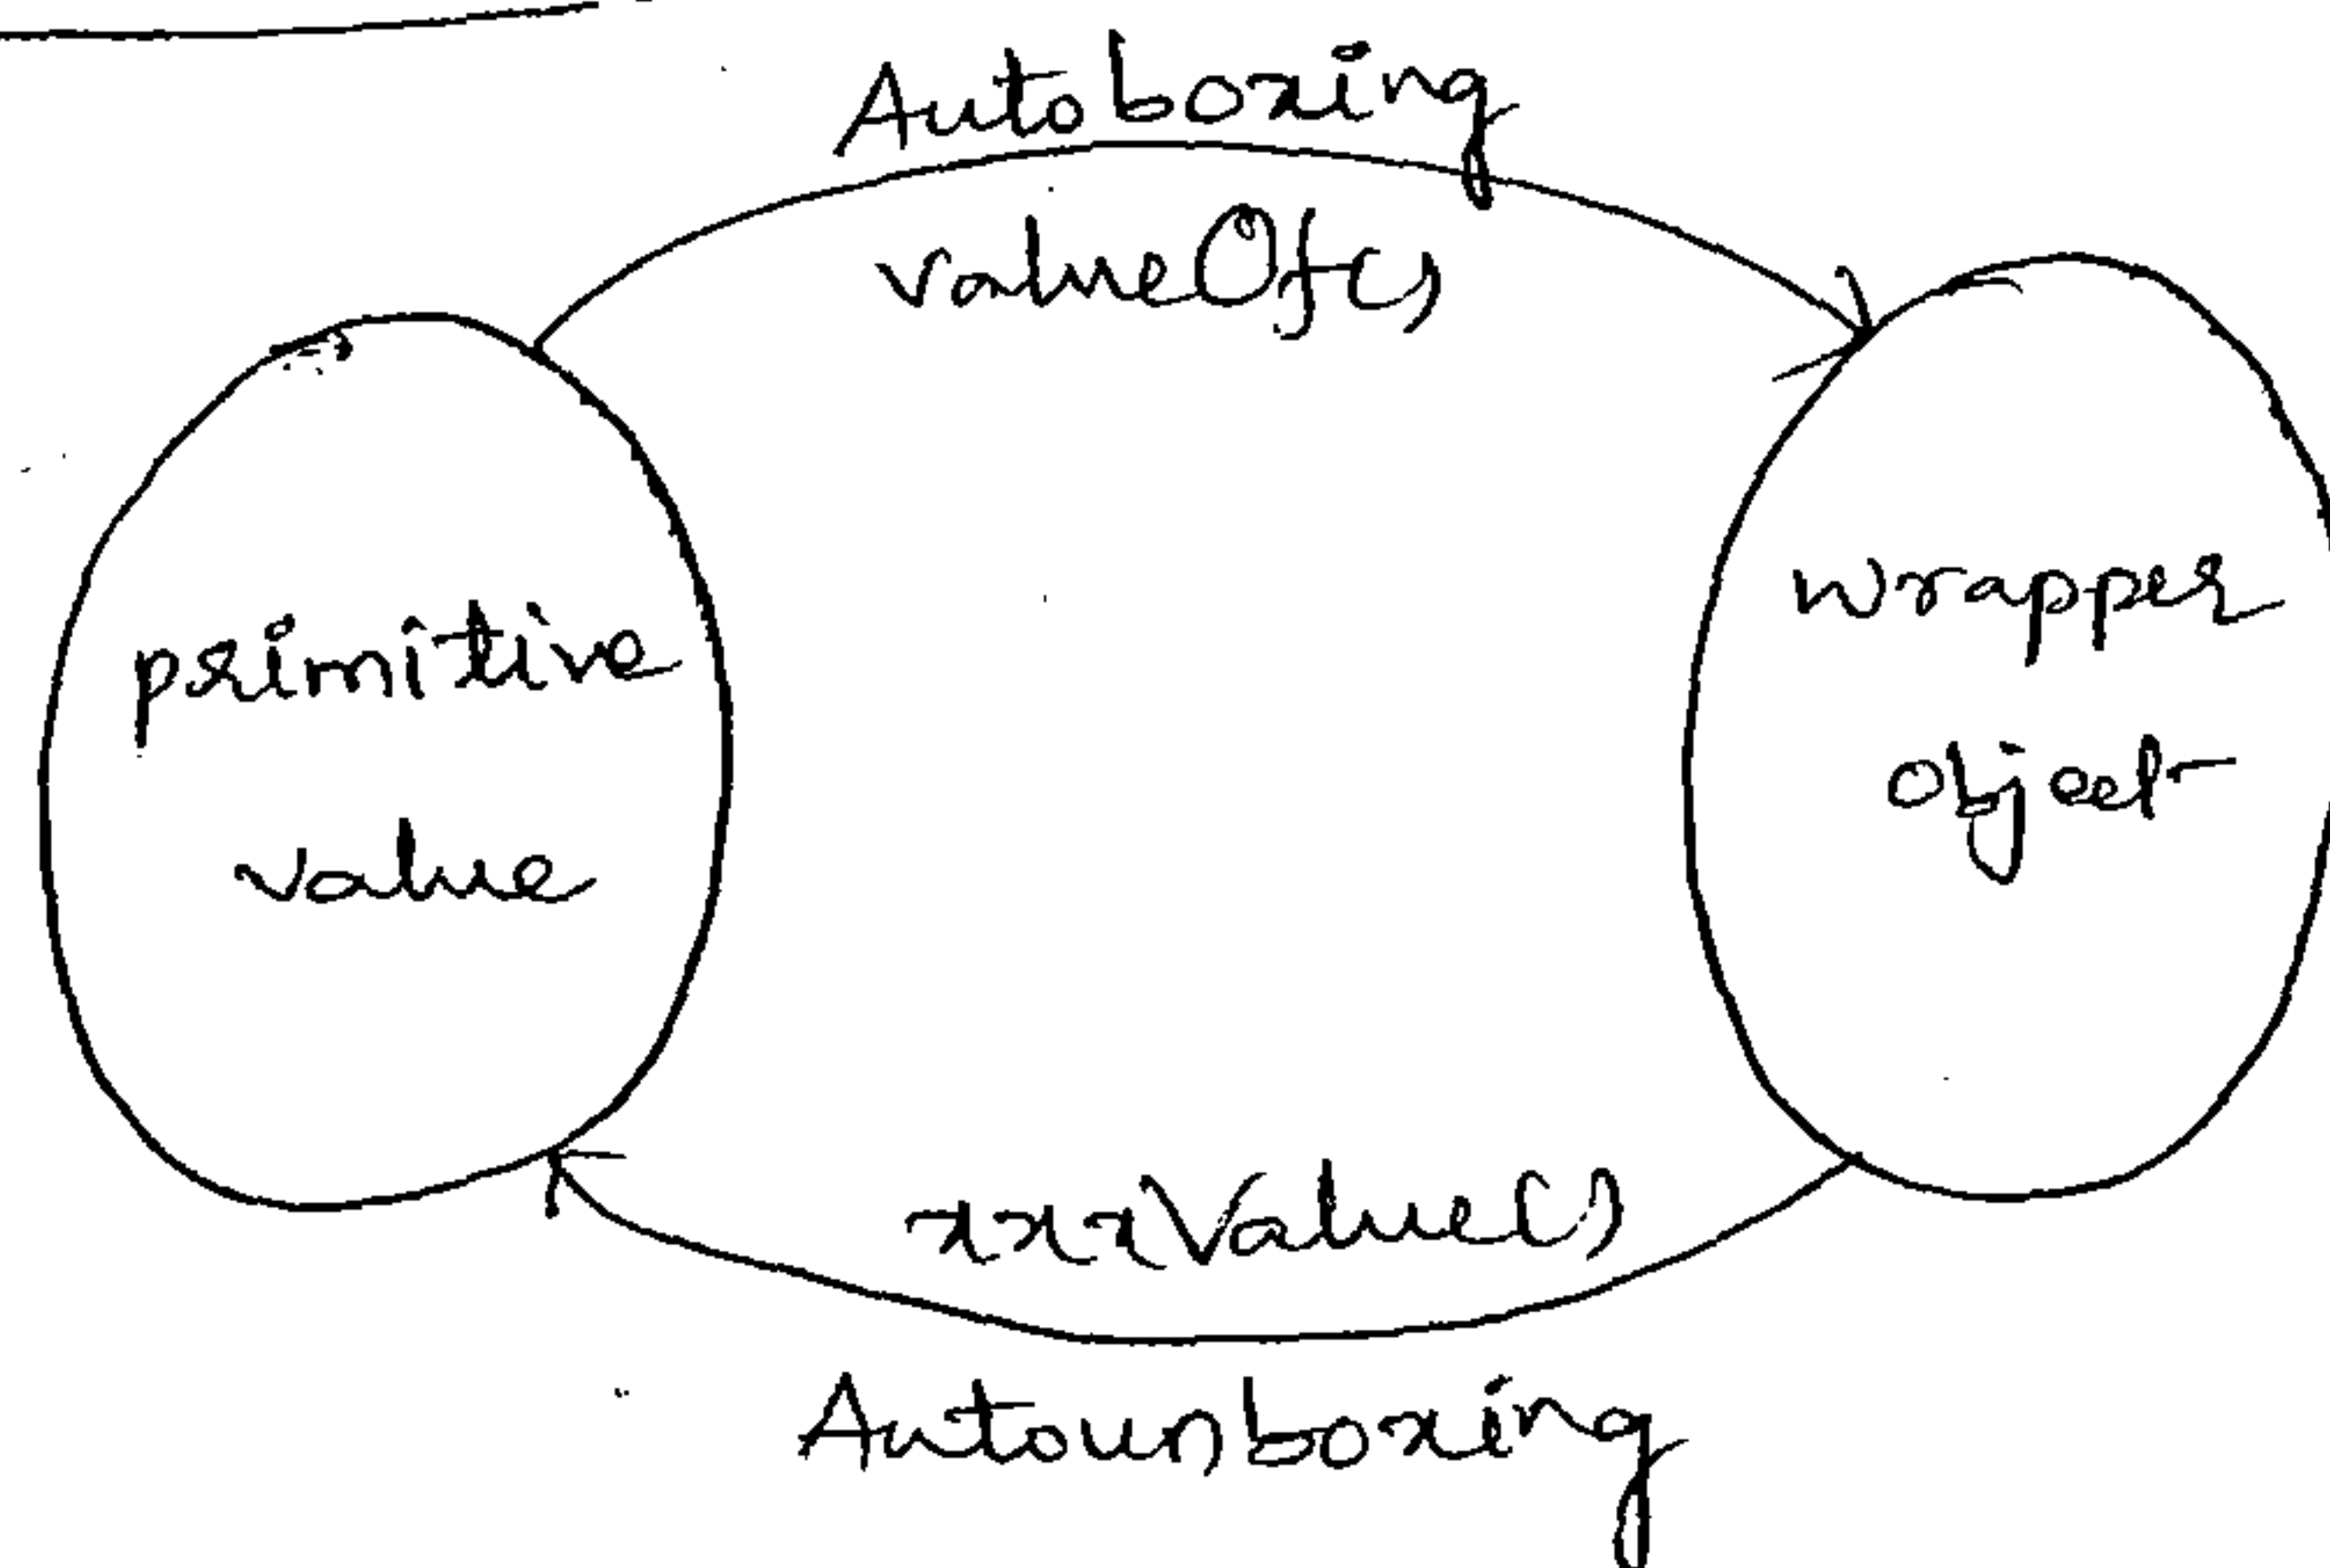 Autoboxing
valueOf()
primitive
value
wrapper
object
xxxValue()
Autounboxing